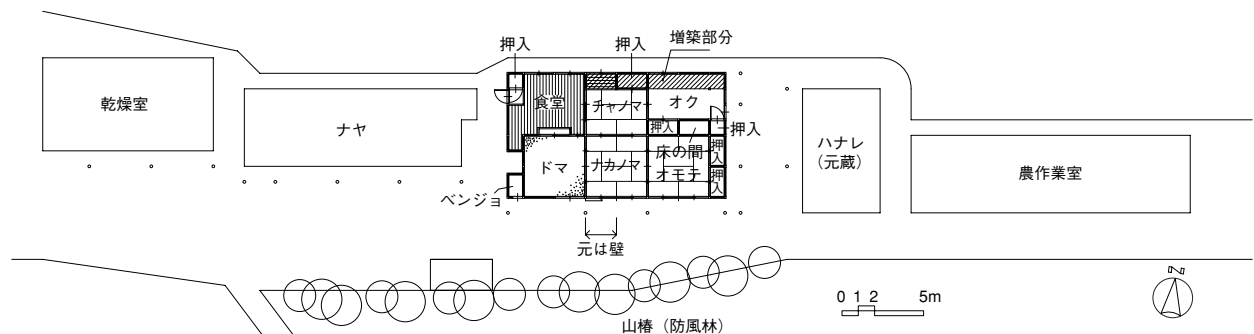 増築部分
押入
押入
乾燥室
ナヤ
食堂
チャノマ
オク
押入
押入
ハナレ
（元蔵）
農作業室
ドマ
ナカノマ
床の間
オモテ
押入
押入
ベンジョ
元は壁
山椿（防風林）
0 1 2 5m
N